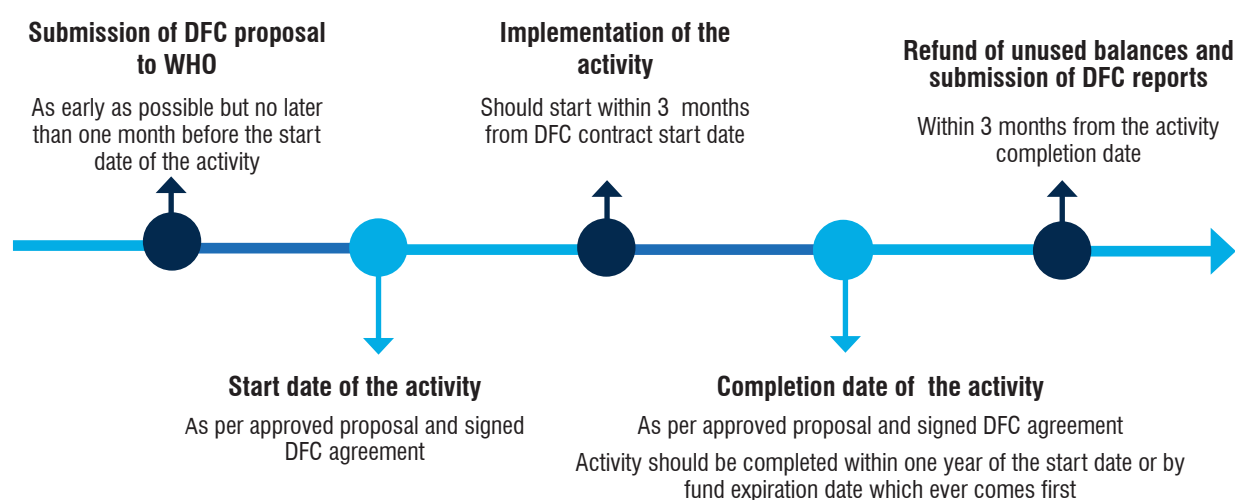 Submission of DFC proposal
to WHO
As early as possible but no later
than one month before the start
date of the activity
Implementation of the
activity
Should start within 3 months
from DFC contract start date
Refund of unused balances and
submission of DFC reports
Within 3 months from the activity
completion date
Start date of the activity
As per approved proposal and signed
DFC agreement
Completion date of the activity
As per approved proposal and signed DFC agreement
Activity should be completed within one year of the start date or by
fund expiration date which ever comes first